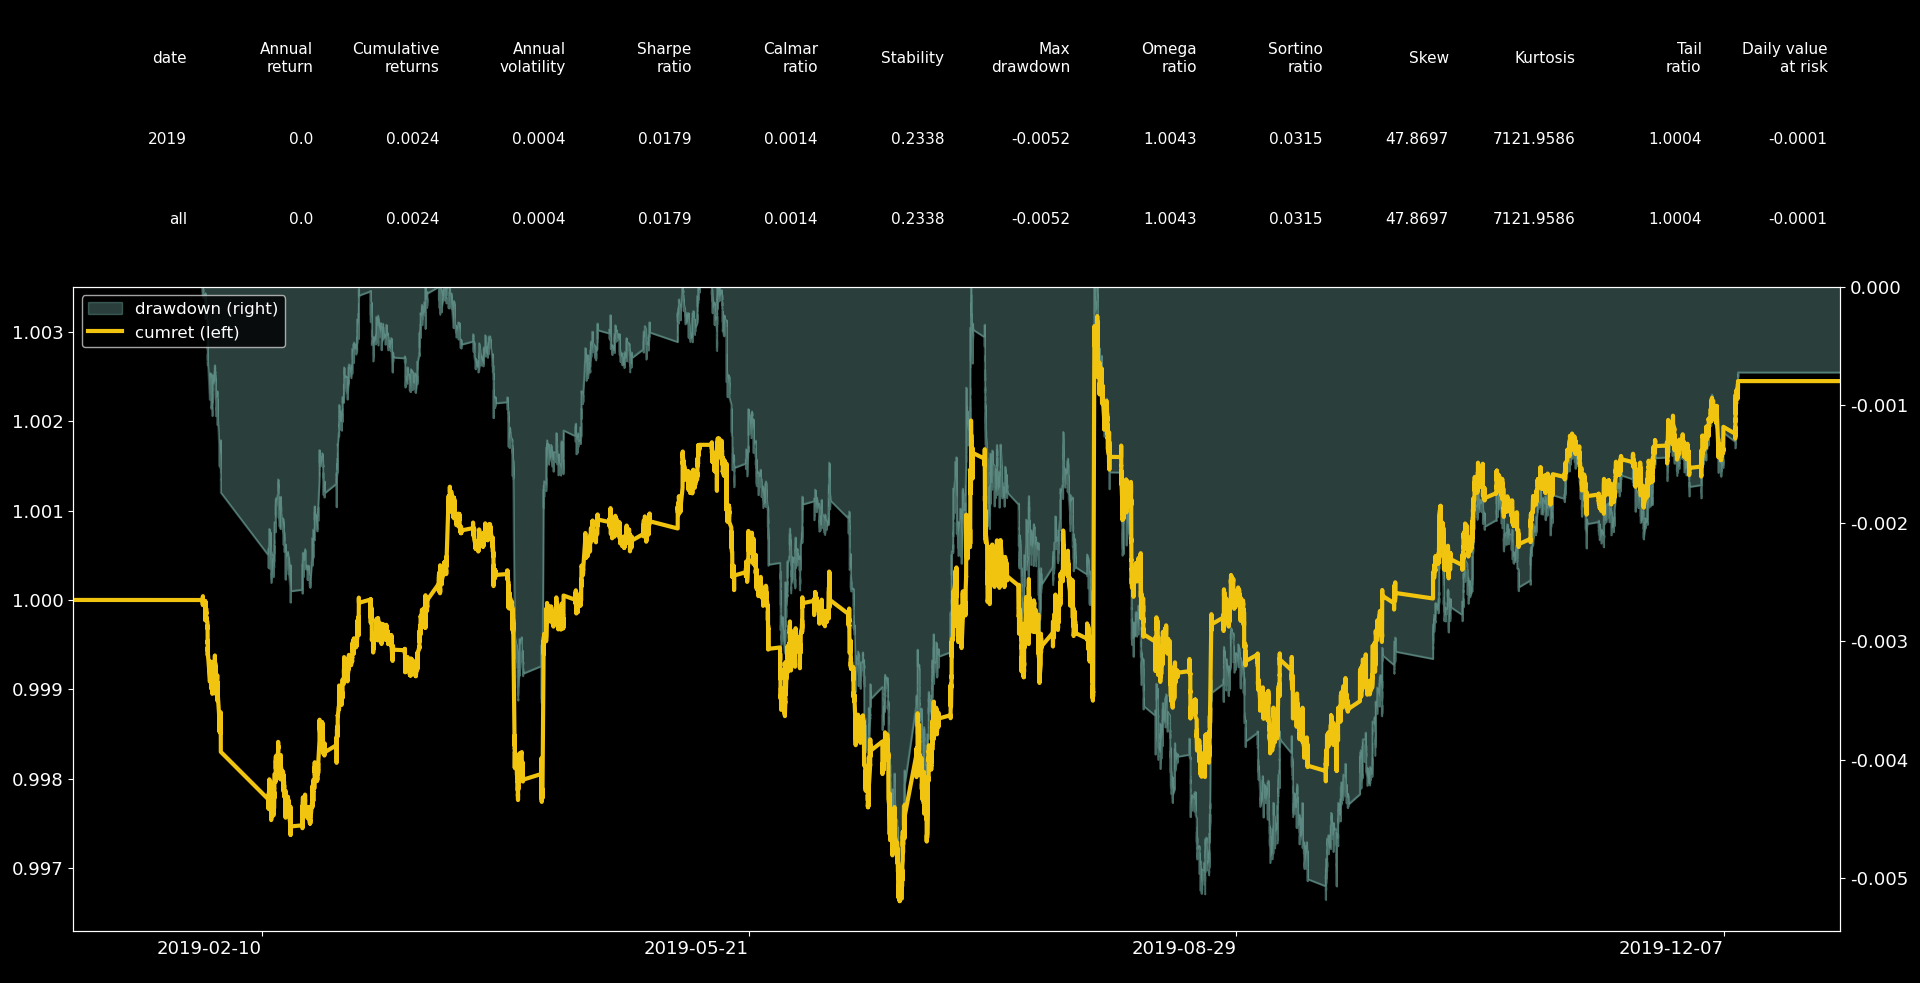 date Annual return Cumulative returns Annual volatility Sharpe ratio Calmar ratio Stability Max drawdown Omega ratio Sortino ratio Skew Kurtosis Tail ratio Daily value at risk
2019 0.0 0.0024 0.0004 0.0179 0.0014 0.2338 -0.0052 1.0043 0.0315 47.8697 7121.9586 1.0004 -0.0001
all 0.0 0.0024 0.0004 0.0179 0.0014 0.2338 -0.0052 1.0043 0.0315 47.8697 7121.9586 1.0004 -0.0001
drawdown (right)
cumret (left)
1.003
1.002
1.001
1.000
0.999
0.998
0.997
0.000
-0.001
-0.002
-0.003
-0.004
-0.005
2019-02-10 2019-05-21 2019-08-29 2019-12-07